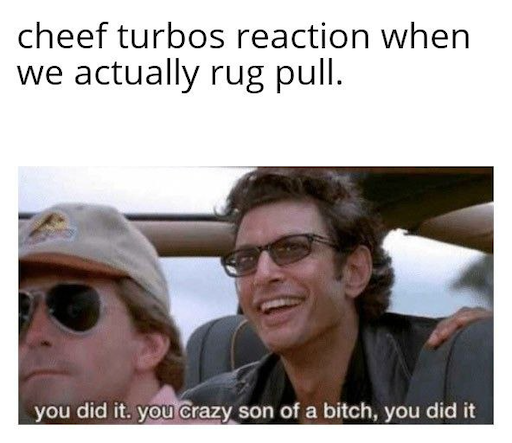 cheef turbos reaction when
we actually rug pull.
you did it. you crazy son of a bitch, you did it